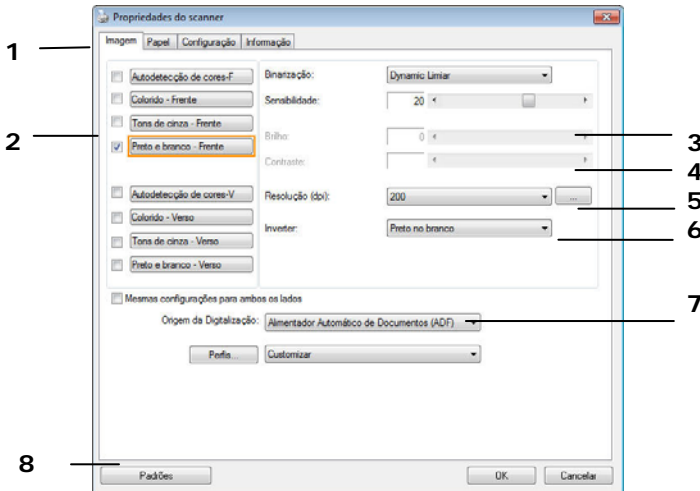 Propriedades do scanner
1
Imagem Papel Configuração Informação
Autodetecção de cores-F
Binarização: Dynamic Limiar
Colorido - Frente
Sensibilidade: 20
Tons de cinza - Frente
2
Preto e branco - Frente
Brilho: 0
3
Contraste:
4
Autodetecção de cores-V
Resolução (dpi): 200 ...
5
Colorido - Verso
Inverter: Preto no branco
6
Tons de cinza - Verso
Preto e branco - Verso
Mesmas configurações para ambos os lados
7
Origem da Digitalização: Alimentador Automático de Documentos (ADF)
Perfis... Customizar
8
Padrões OK Cancelar